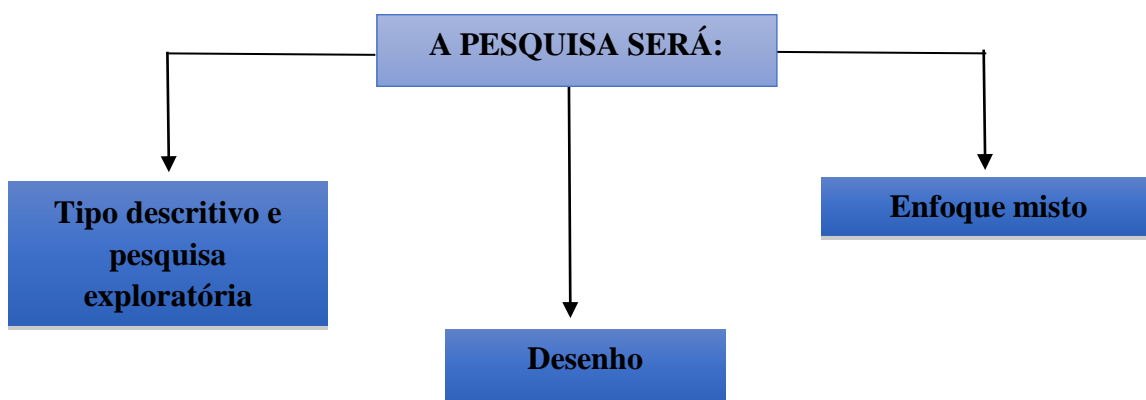 A PESQUISA SERÁ:
Tipo descritivo e
pesquisa
exploratória
Enfoque misto
Desenho